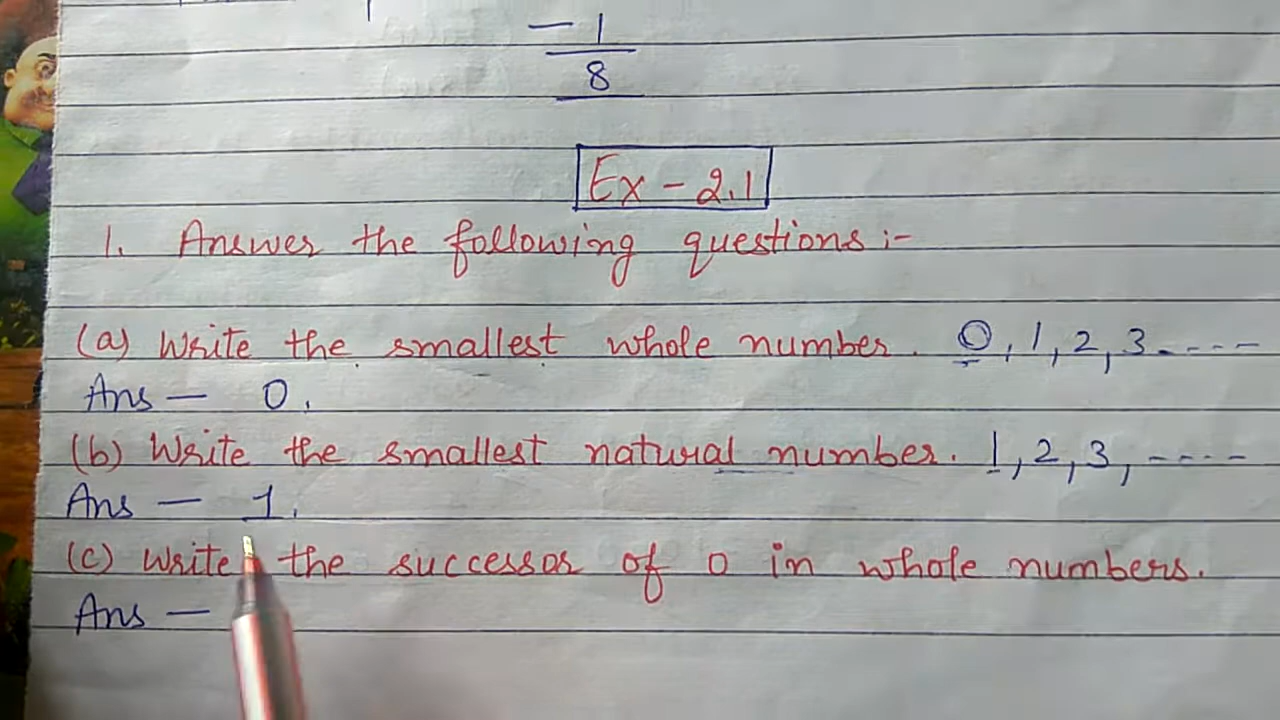 - 1
8
Ex - 2.1
1. Answer the following questions :-
(a) Write the smallest whole number. 0, 1, 2, 3 - - - -
Ans - 0.
(b) Write the smallest natural number. 1, 2, 3, - - - -
Ans - 1.
(c) Write the successor of 0 in whole numbers.
Ans -